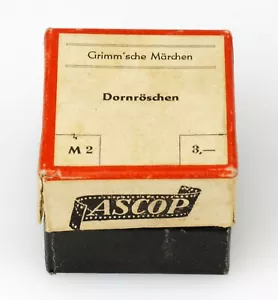 Grimm'sche Märchen
Dornröschen
M 2
3,—
ASCOP